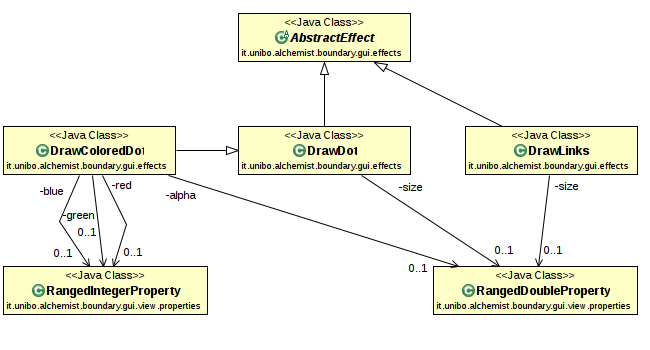 <<Java Class>>
AbstractEffect
it.unibo.alchemist.boundary.gui.effects
<<Java Class>>
DrawColoredDot
it.unibo.alchemist.boundary.gui.effects
<<Java Class>>
DrawDot
it.unibo.alchemist.boundary.gui.effects
<<Java Class>>
DrawLinks
it.unibo.alchemist.boundary.gui.effects
-blue
-red
-alpha
-size
-size
-green
0..1
0..1
0..1
0..1
0..1
0..1
<<Java Class>>
RangedIntegerProperty
it.unibo.alchemist.boundary.gui.view.properties
<<Java Class>>
RangedDoubleProperty
it.unibo.alchemist.boundary.gui.view.properties